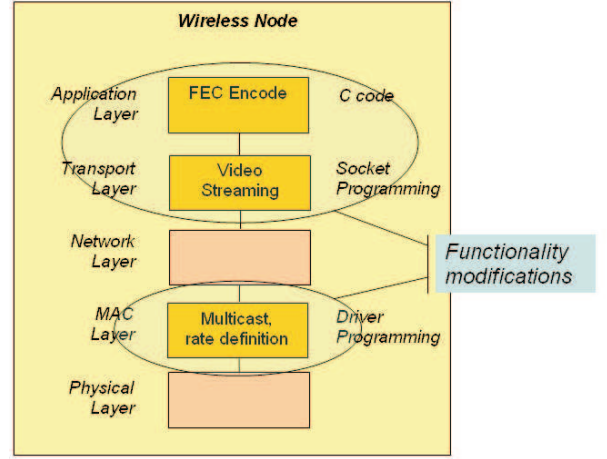 Wireless Node
Application
Layer
FEC Encode
C code
Transport
Layer
Video
Streaming
Socket
Programming
Network
Layer
Functionality
modifications
MAC
Layer
Multicast,
rate definition
Driver
Programming
Physical
Layer